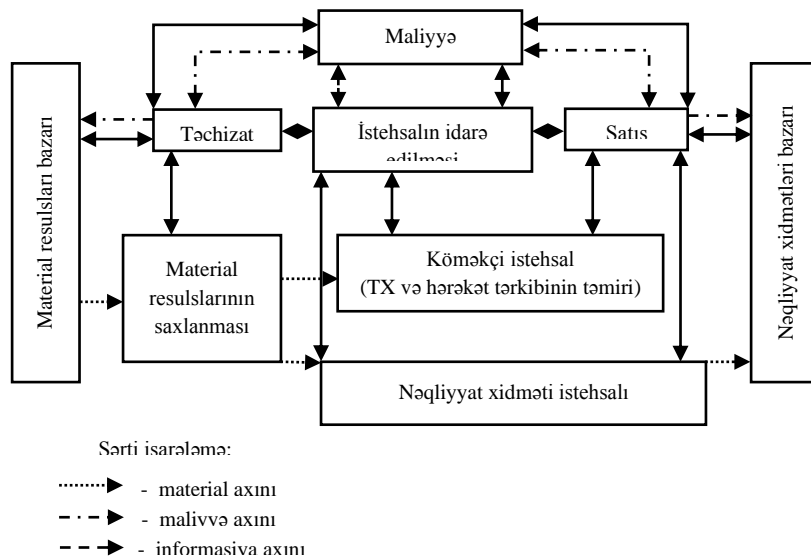 Maliyyə
Material resulsları bazarı
Təchizat
İstehsalın idarə
edilməsi
Satış
Nəqliyyat xidmətləri bazarı
Material
resulslarının
saxlanması
Köməkçi istehsal
(TX və hərəkət tərkibinin təmiri)
Nəqliyyat xidməti istehsalı
Şərti işarələmə:
- material axını
- maliyyə axını
- informasiya axını